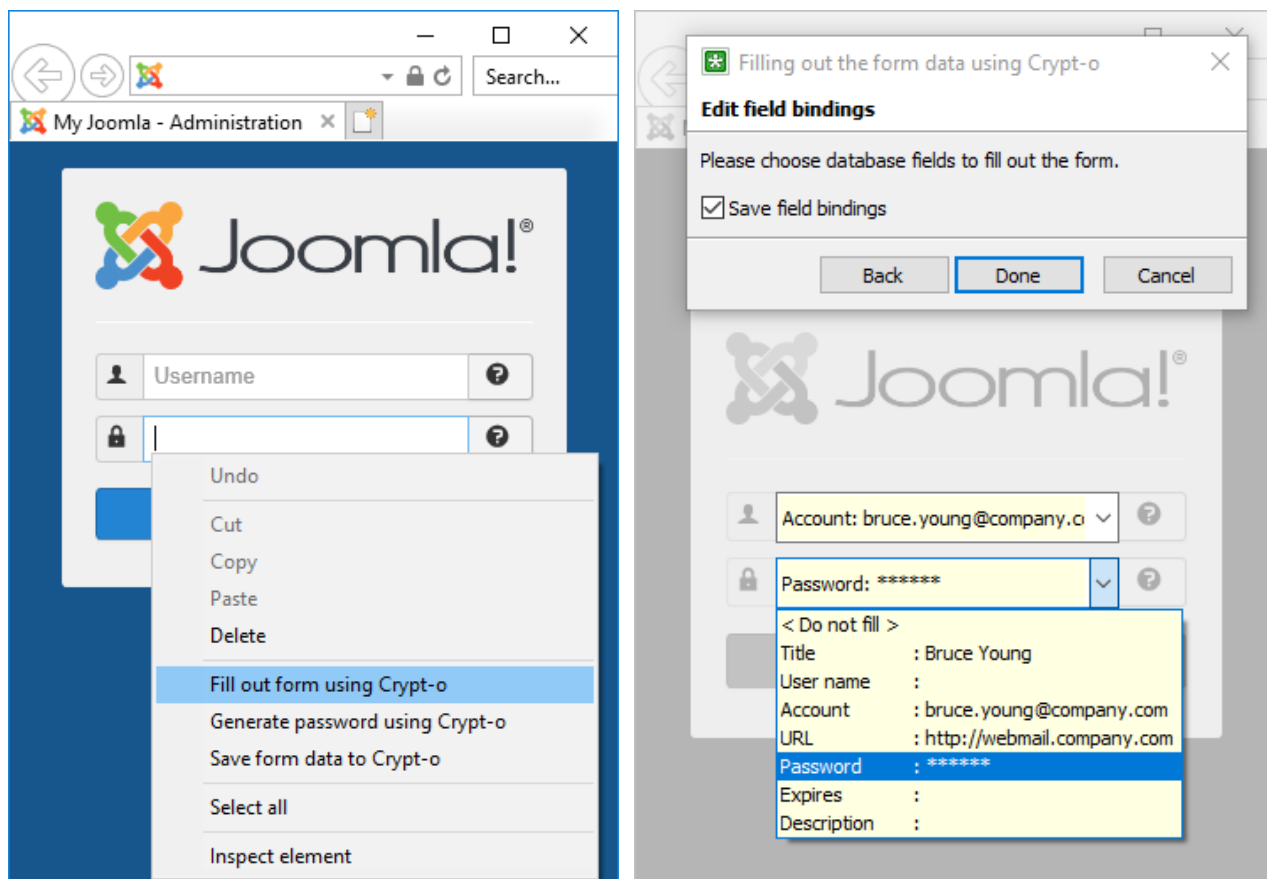 Search...
My Joomla - Administration
Joomla!®
Username
Undo
Cut
Copy
Paste
Delete
Fill out form using Crypt-o
Generate password using Crypt-o
Save form data to Crypt-o
Select all
Inspect element
Filling out the form data using Crypt-o
Edit field bindings
Please choose database fields to fill out the form.
Save field bindings
Back Done Cancel
Joomla!®
Account: bruce.young@company.c
Password: ******
< Do not fill >
Title : Bruce Young
User name :
Account : bruce.young@company.com
URL : http://webmail.company.com
Password : ******
Expires :
Description :